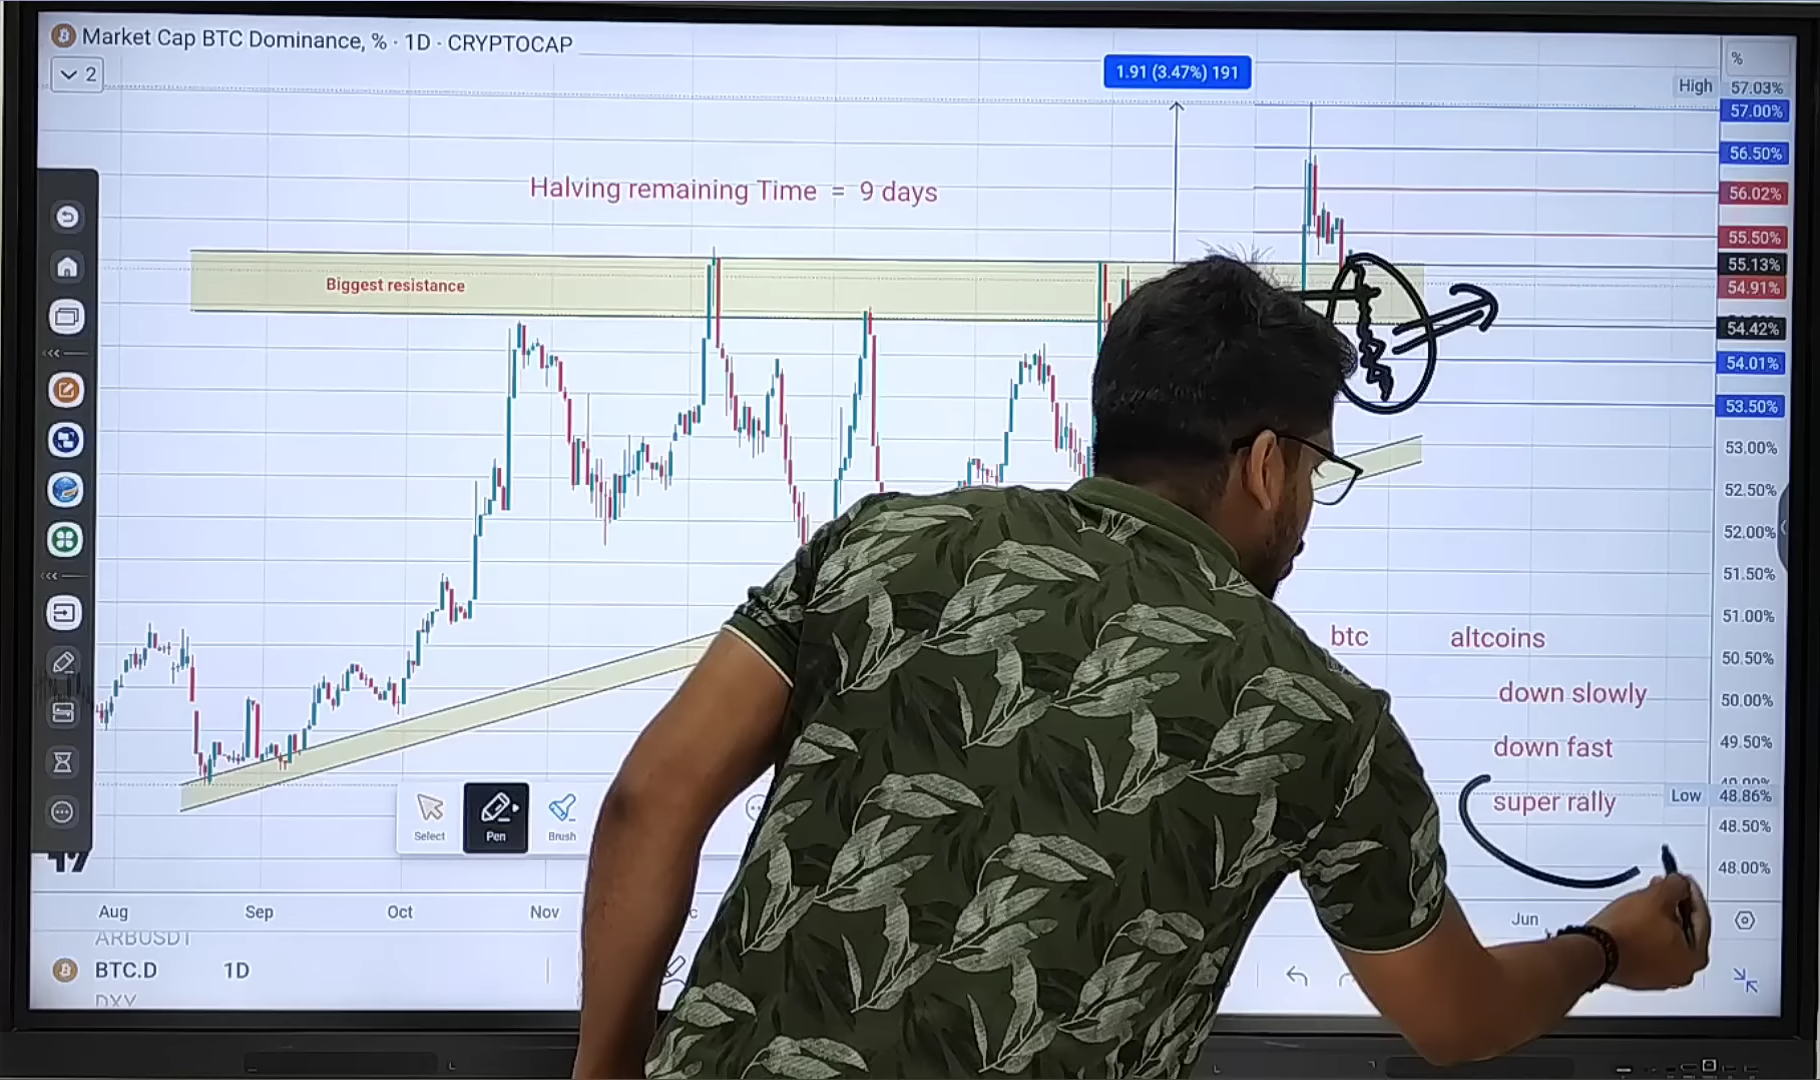 Market Cap BTC Dominance, % · 1D · CRYPTOCAP
2
1.91 (3.47%) 191
%
High 57.03%
57.00%
56.50%
Halving remaining Time = 9 days
56.02%
55.50%
55.13%
Biggest resistance
54.91%
54.42%
54.01%
53.50%
53.00%
52.50%
52.00%
51.50%
51.00%
btc altcoins
50.50%
down slowly
50.00%
down fast
49.50%
49.00%
super rally
Low 48.86%
48.50%
48.00%
Select Pen Brush
Aug Sep Oct Nov Jun
ARBUSDT
BTC.D 1D
DXY